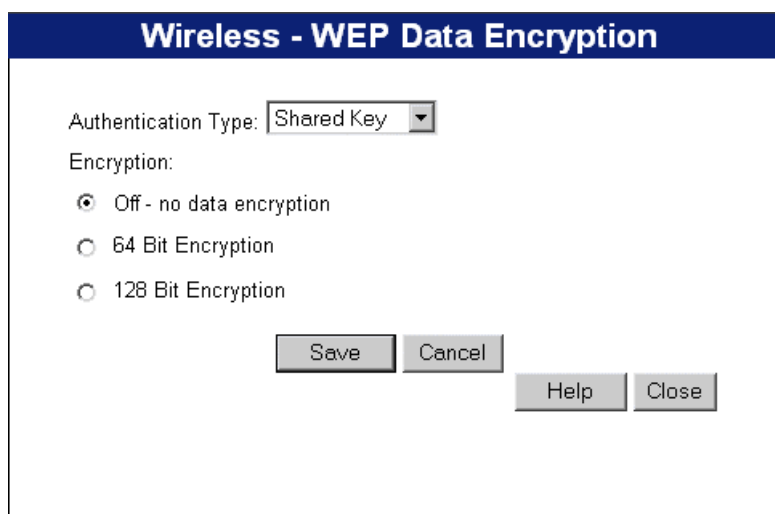 Wireless - WEP Data Encryption
Authentication Type: Shared Key
Encryption:
Off - no data encryption
64 Bit Encryption
128 Bit Encryption
Save Cancel
Help Close